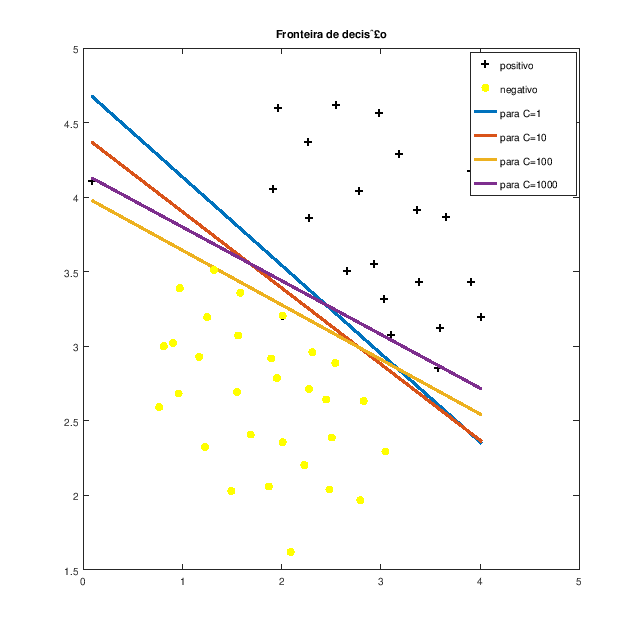 Fronteira de decis˜£o
positivo
negativo
para C=1
para C=10
para C=100
para C=1000
5
4.5
4
3.5
3
2.5
2
1.5
0 1 2 3 4 5